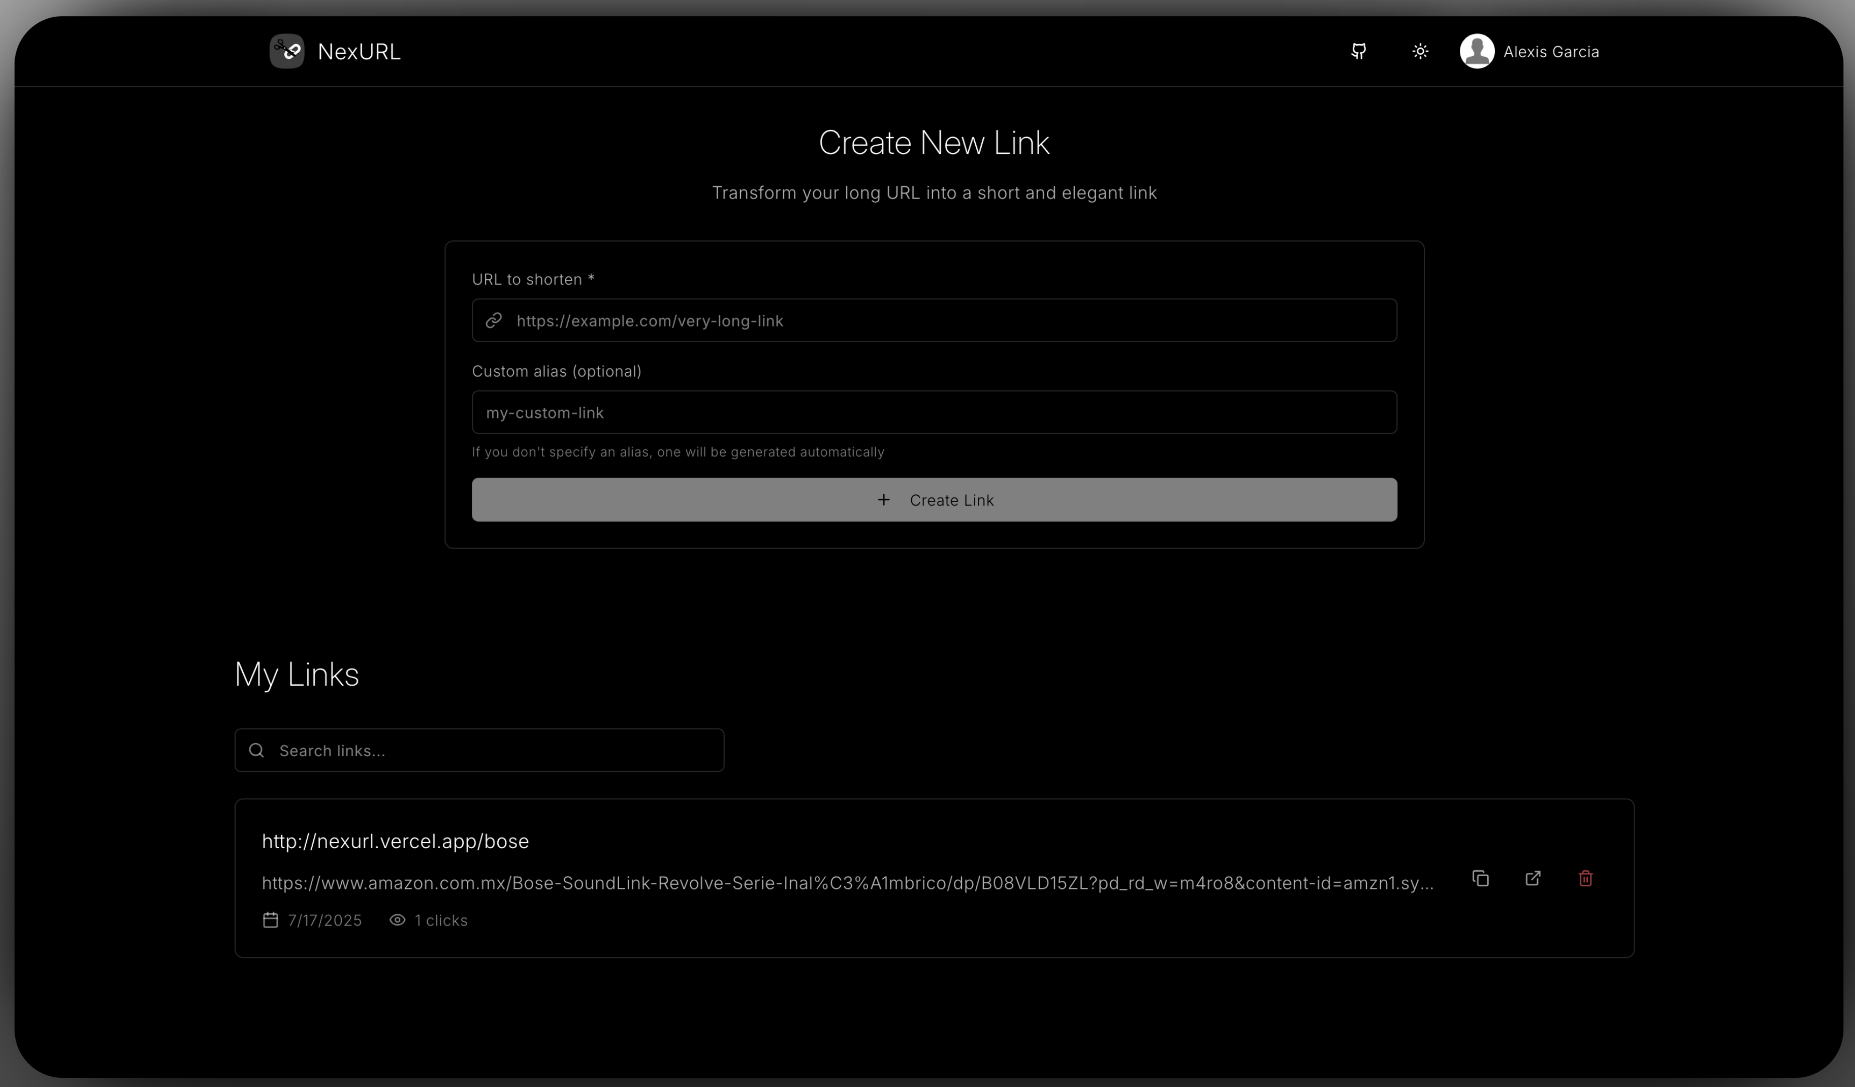 NexURL
Alexis Garcia
Create New Link
Transform your long URL into a short and elegant link
URL to shorten *
https://example.com/very-long-link
Custom alias (optional)
my-custom-link
If you don't specify an alias, one will be generated automatically
+ Create Link
My Links
Search links...
http://nexurl.vercel.app/bose
https://www.amazon.com.mx/Bose-SoundLink-Revolve-Serie-Inal%C3%A1mbrico/dp/B08VLD15ZL?pd_rd_w=m4ro8&content-id=amzn1.sy...
7/17/2025 1 clicks